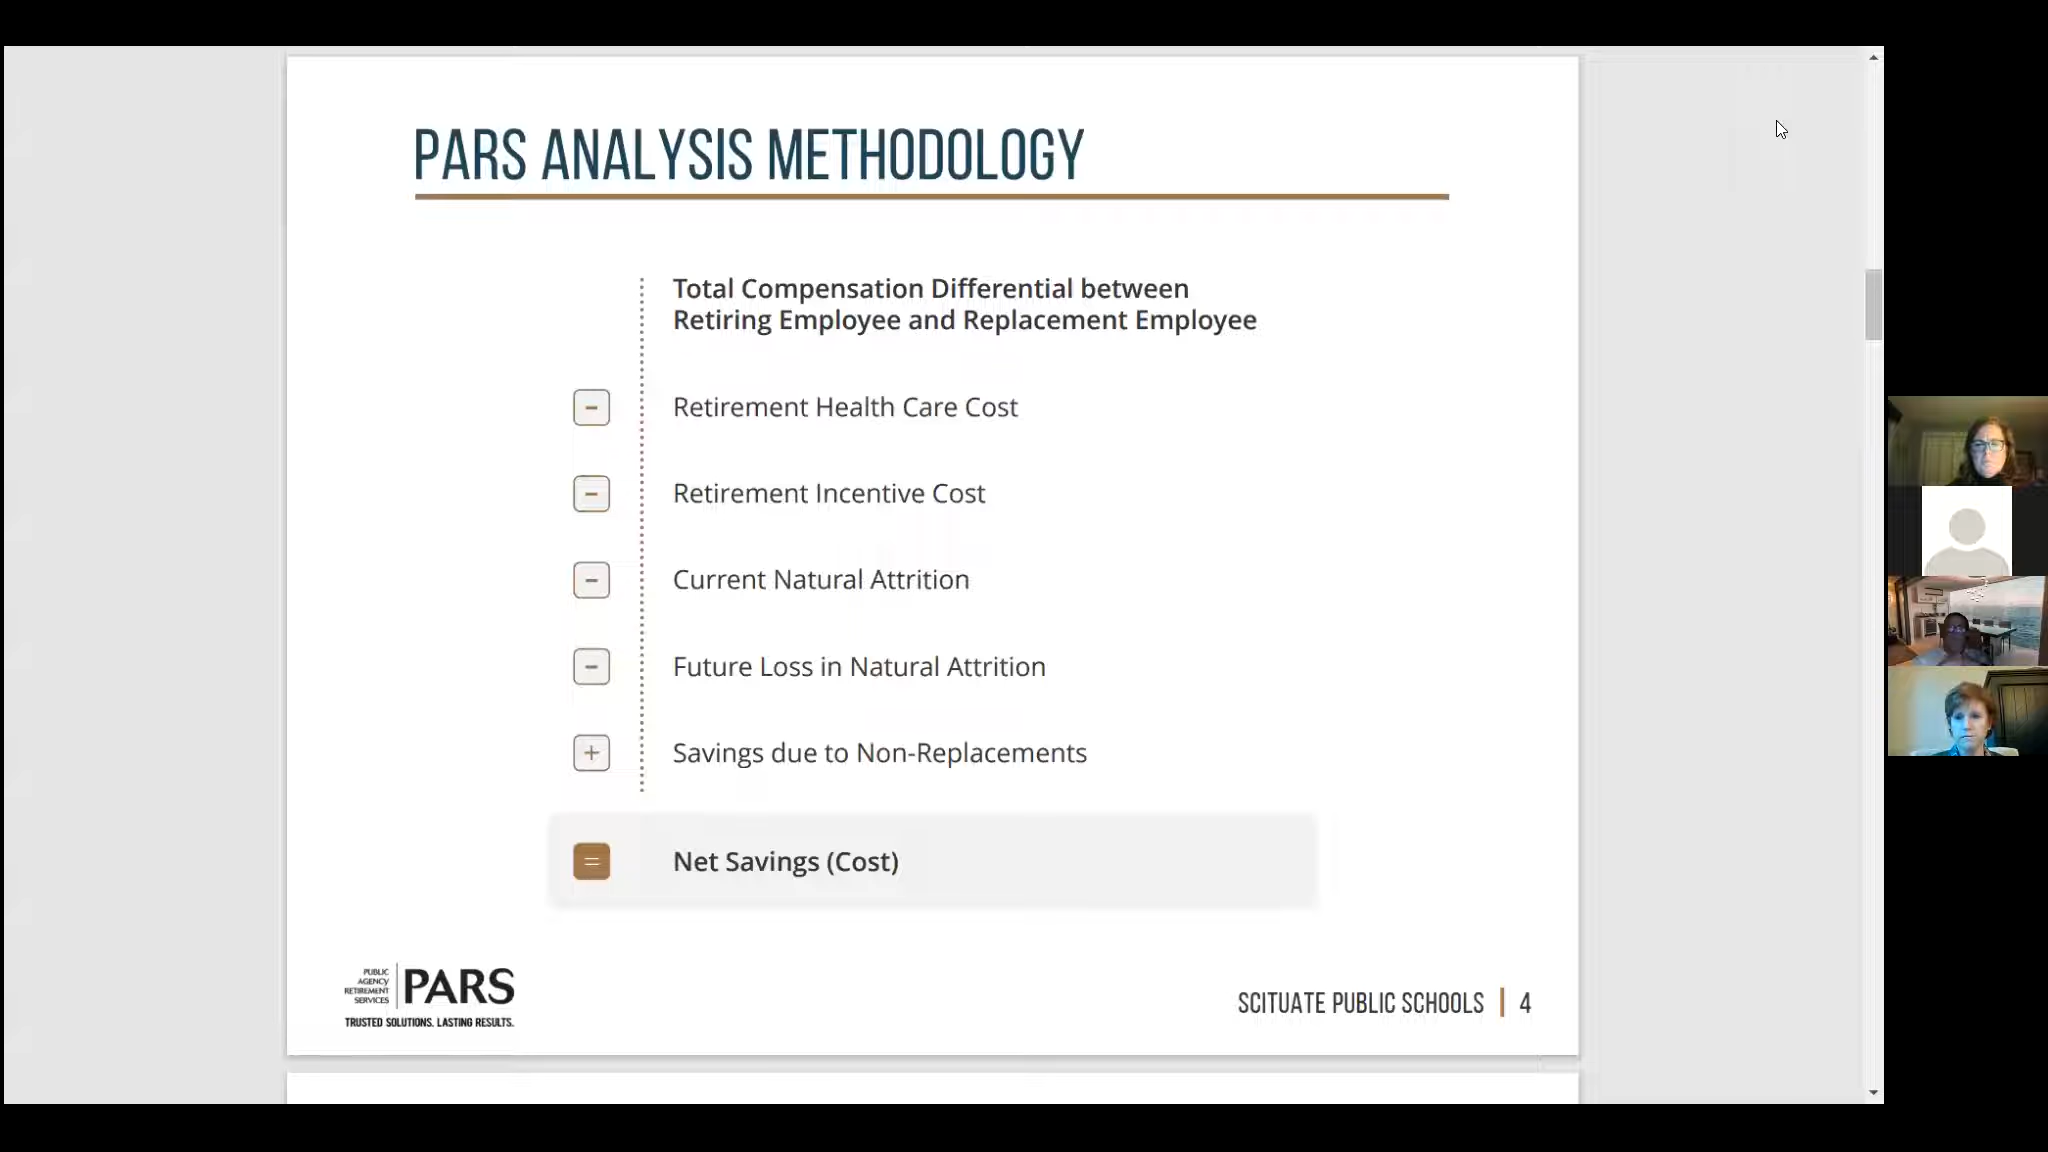 PARS ANALYSIS METHODOLOGY
Total Compensation Differential between
Retiring Employee and Replacement Employee
- Retirement Health Care Cost
- Retirement Incentive Cost
- Current Natural Attrition
- Future Loss in Natural Attrition
+ Savings due to Non-Replacements
= Net Savings (Cost)
PUBLIC
AGENCY
RETIREMENT
SERVICES
PARS
TRUSTED SOLUTIONS. LASTING RESULTS.
SCITUATE PUBLIC SCHOOLS | 4